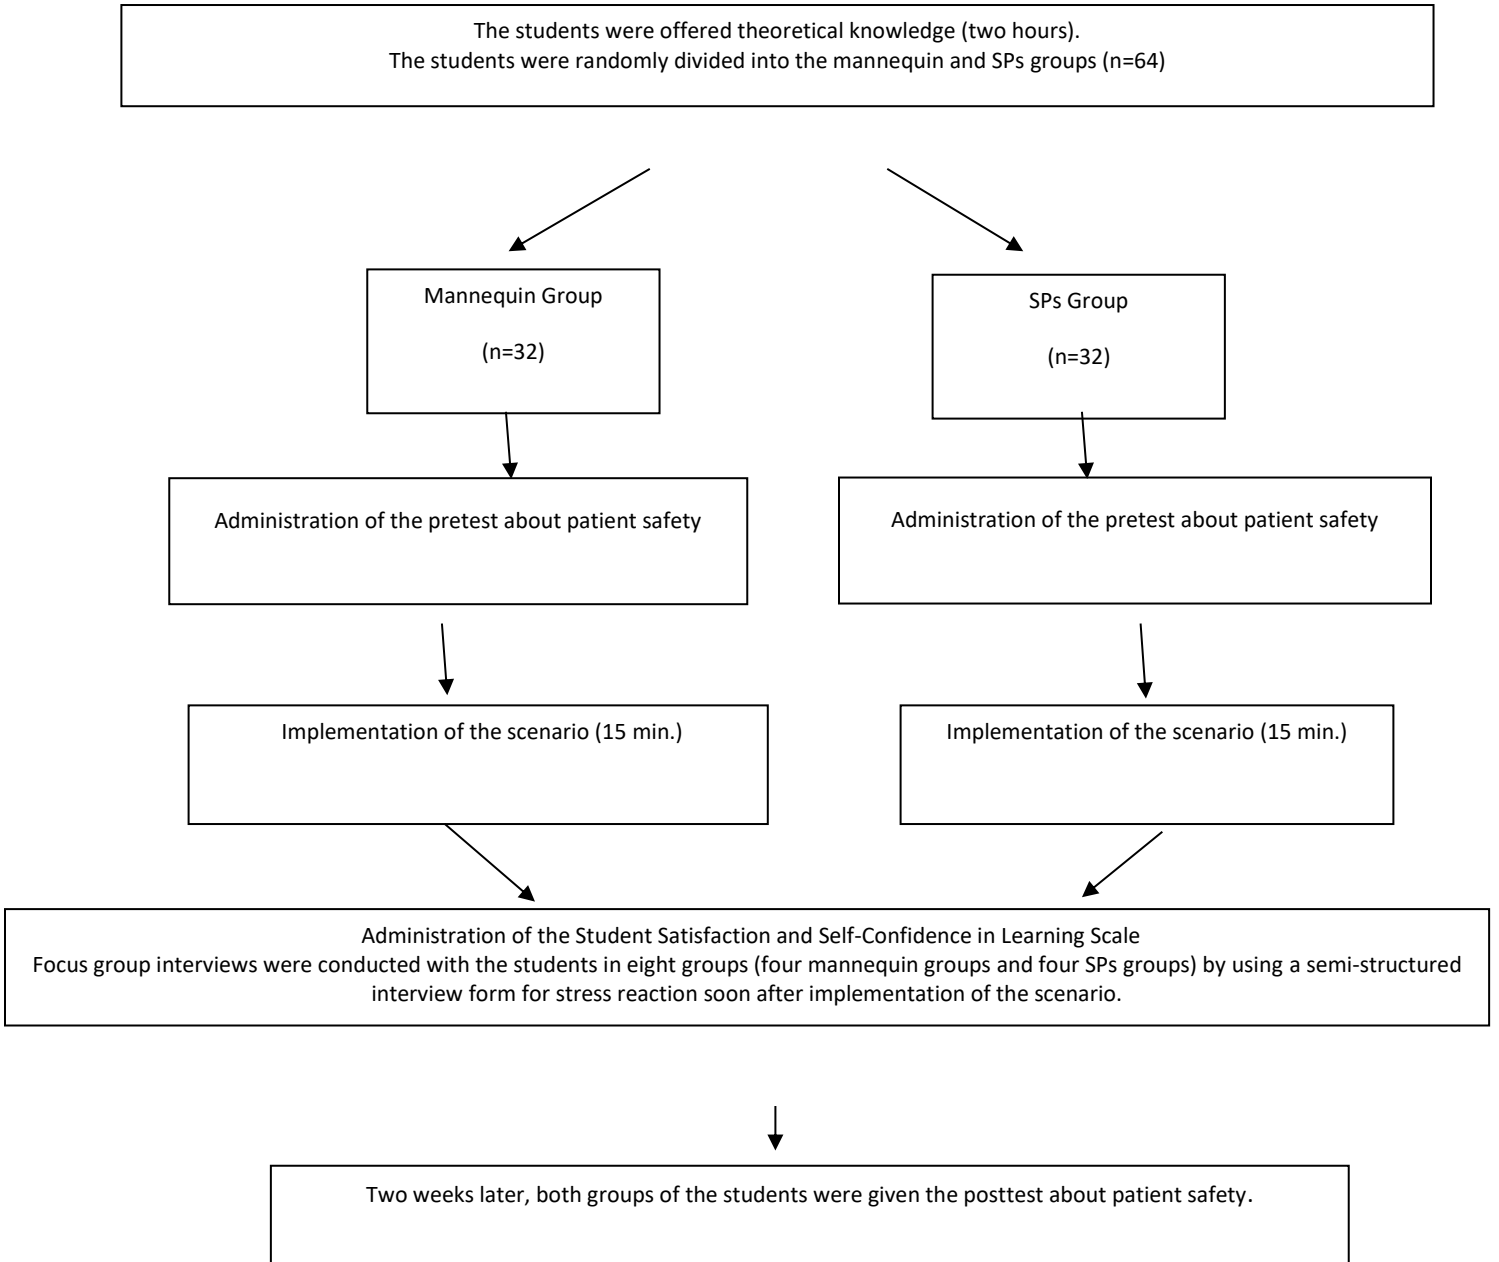 The students were offered theoretical knowledge (two hours).
The students were randomly divided into the mannequin and SPs groups (n=64)
Mannequin Group
(n=32)
SPs Group
(n=32)
Administration of the pretest about patient safety
Administration of the pretest about patient safety
Implementation of the scenario (15 min.)
Implementation of the scenario (15 min.)
Administration of the Student Satisfaction and Self-Confidence in Learning Scale
Focus group interviews were conducted with the students in eight groups (four mannequin groups and four SPs groups) by using a semi-structured
interview form for stress reaction soon after implementation of the scenario.
Two weeks later, both groups of the students were given the posttest about patient safety.